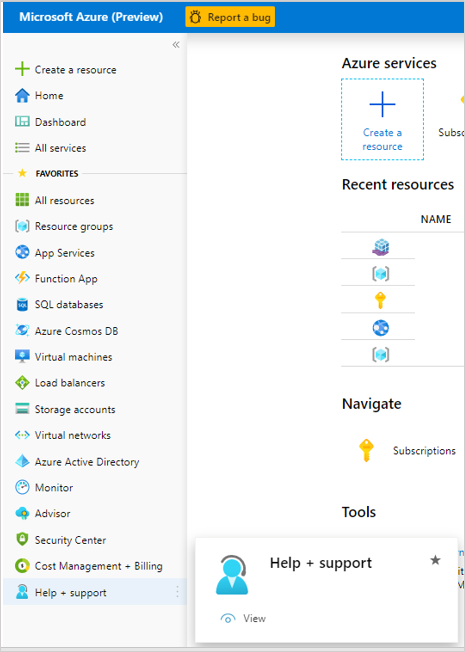 Microsoft Azure (Preview)
Report a bug
Create a resource
Home
Dashboard
All services
FAVORITES
All resources
Resource groups
App Services
Function App
SQL databases
Azure Cosmos DB
Virtual machines
Load balancers
Storage accounts
Virtual networks
Azure Active Directory
Monitor
Advisor
Security Center
Cost Management + Billing
Help + support
Azure services
Create a
resource
Recent resources
NAME
Navigate
Subscriptions
Tools
Help + support
View